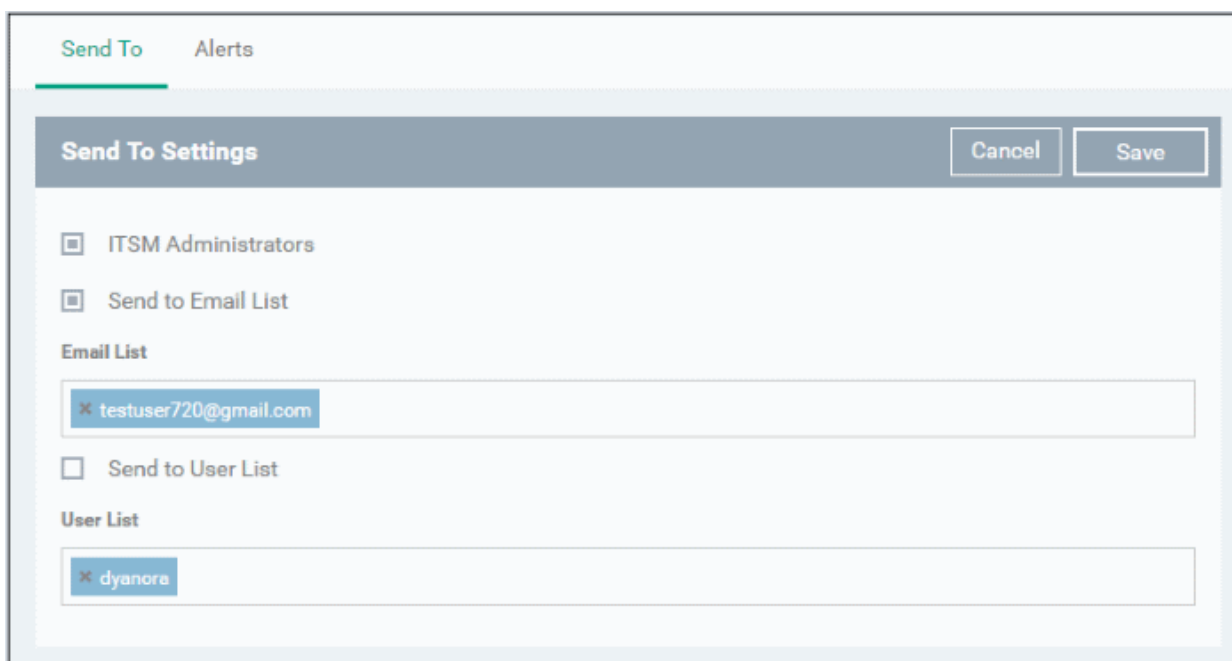 Send To Alerts
Send To Settings Cancel Save
ITSM Administrators
Send to Email List
Email List
testuser720@gmail.com
Send to User List
User List
dyanora